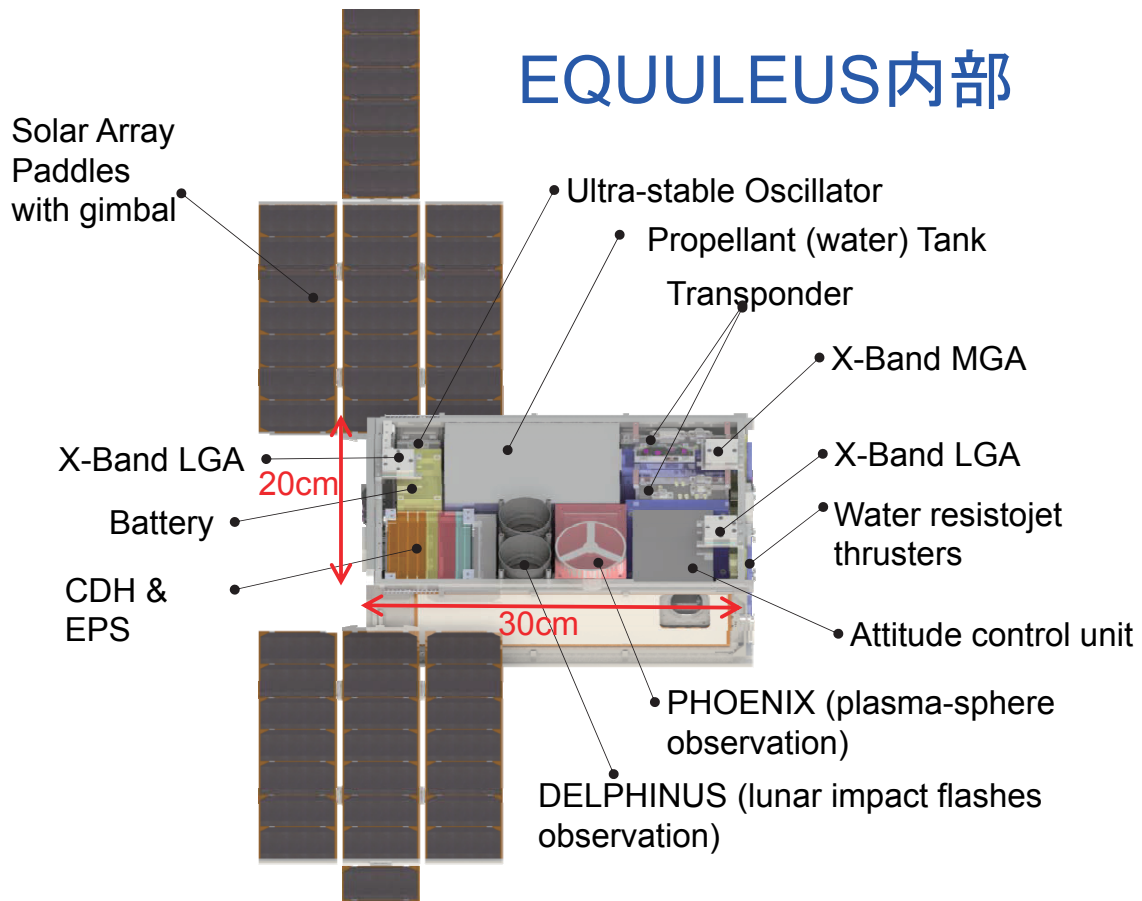 EQUULEUS内部
Solar Array
Paddles
with gimbal
Ultra-stable Oscillator
Propellant (water) Tank
Transponder
X-Band MGA
X-Band LGA
X-Band LGA
20cm
Battery
Water resistojet
thrusters
CDH &
EPS
30cm
Attitude control unit
PHOENIX (plasma-sphere
observation)
DELPHINUS (lunar impact flashes
observation)